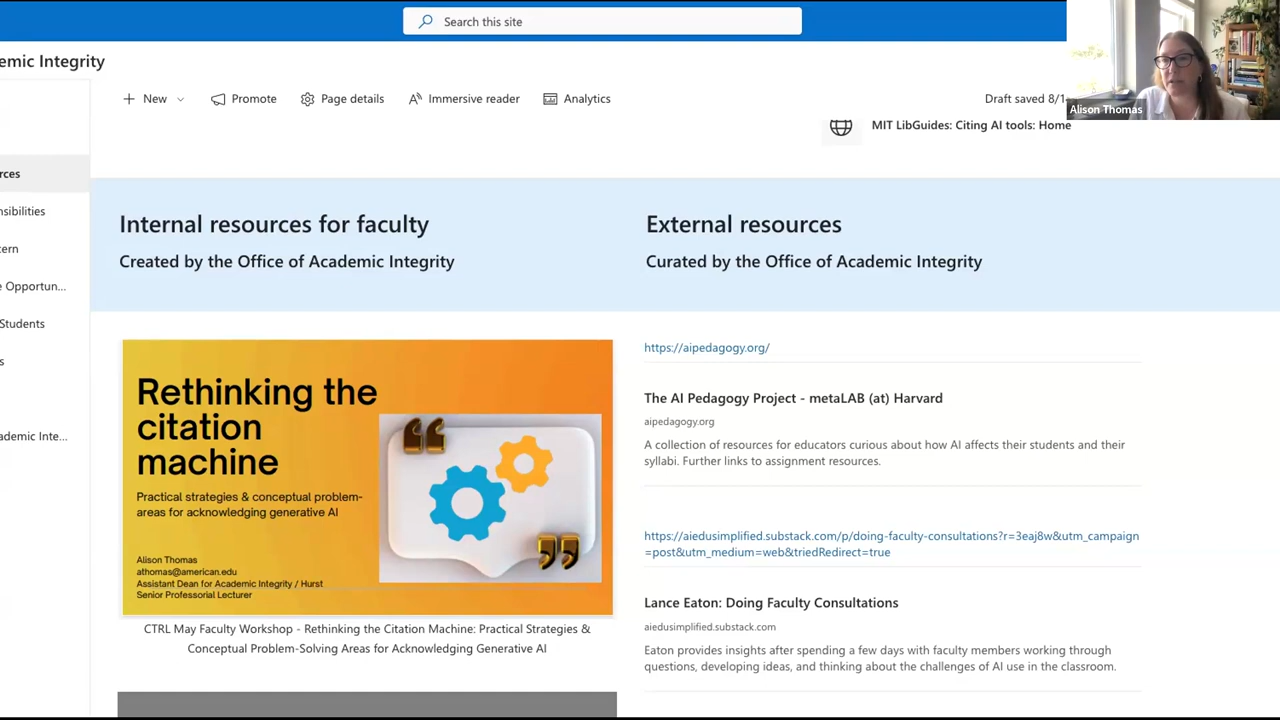 Search this site
emic Integrity
New
Promote
Page details
Immersive reader
Analytics
Draft saved 8/1
Alison Thomas
MIT LibGuides: Citing AI tools: Home
rces
nsibilities
cern
e Opportun...
Students
s
ademic Inte...
Internal resources for faculty
Created by the Office of Academic Integrity
External resources
Curated by the Office of Academic Integrity
Rethinking the
citation
machine
Practical strategies & conceptual problem-
areas for acknowledging generative AI
Alison Thomas
athomas@american.edu
Assistant Dean for Academic Integrity / Hurst
Senior Professorial Lecturer
CTRL May Faculty Workshop - Rethinking the Citation Machine: Practical Strategies &
Conceptual Problem-Solving Areas for Acknowledging Generative AI
https://aipedagogy.org/
The AI Pedagogy Project - metaLAB (at) Harvard
aipedagogy.org
A collection of resources for educators curious about how AI affects their students and their
syllabi. Further links to assignment resources.
https://aiedusimplified.substack.com/p/doing-faculty-consultations?r=3eaj8w&utm_campaign
=post&utm_medium=web&triedRedirect=true
Lance Eaton: Doing Faculty Consultations
aiedusimplified.substack.com
Eaton provides insights after spending a few days with faculty members working through
questions, developing ideas, and thinking about the challenges of AI use in the classroom.